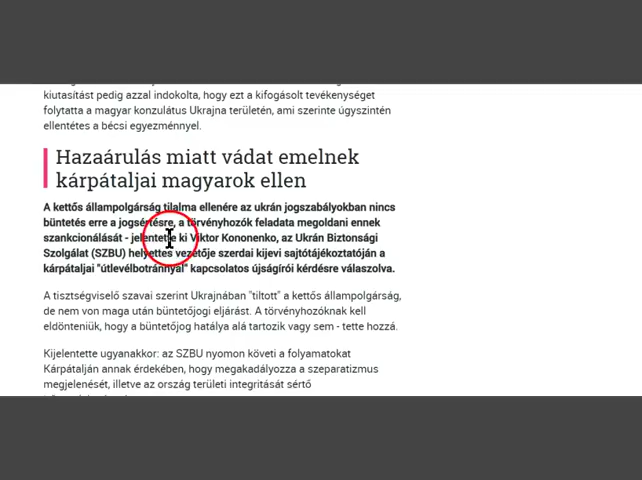 kiutasítást pedig azzal indokolta, hogy ezt a kifogásolt tevékenységet
folytatta a magyar konzulátus Ukrajna területén, ami szerinte úgyszintén
ellentétes a bécsi egyezménnyel.
Hazaárulás miatt vádat emelnek
kárpátaljai magyarok ellen
A kettős állampolgárság tilalma ellenére az ukrán jogszabályokban nincs
büntetés erre a jogsértésre, a törvényhozók feladata megoldani ennek
szankcionálását - jelentette ki Viktor Kononenko, az Ukrán Biztonsági
Szolgálat (SZBU) helyettes vezetője szerdai kijevi sajtótájékoztatóján a
kárpátaljai "útlevélbotránnyal" kapcsolatos újságírói kérdésre válaszolva.
A tisztségviselő szavai szerint Ukrajnában "tiltott" a kettős állampolgárság,
de nem von maga után büntetőjogi eljárást. A törvényhozóknak kell
eldönteniük, hogy a büntetőjog hatálya alá tartozik vagy sem - tette hozzá.
Kijelentette ugyanakkor: az SZBU nyomon követi a folyamatokat
Kárpátalján annak érdekében, hogy megakadályozza a szeparatizmus
megjelenését, illetve az ország területi integritását sértő